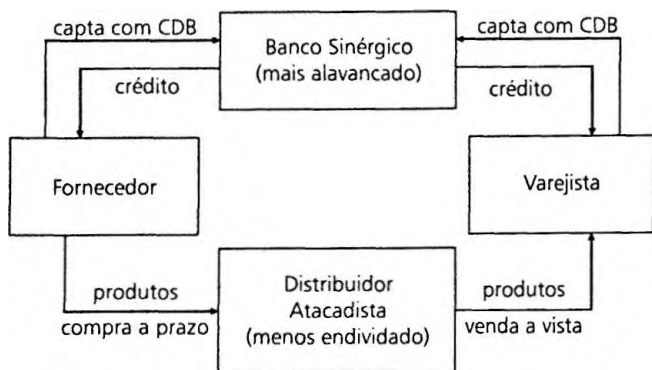 capta com CDB
Banco Sinérgico
(mais alavancado)
capta com CDB
crédito
crédito
Fornecedor
Varejista
produtos
compra a prazo
Distribuidor
Atacadista
(menos endividado)
produtos
venda a vista